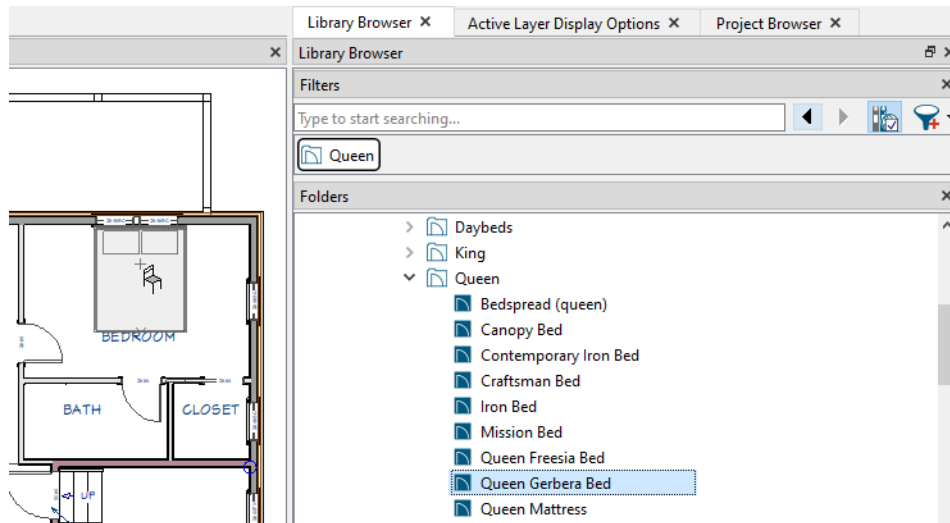 Library Browser
Active Layer Display Options
Project Browser
Library Browser
Filters
Type to start searching...
Queen
Folders
Daybeds
King
Queen
Bedspread (queen)
Canopy Bed
Contemporary Iron Bed
Craftsman Bed
Iron Bed
Mission Bed
Queen Freesia Bed
Queen Gerbera Bed
Queen Mattress
BEDROOM
BATH
CLOSET
UP